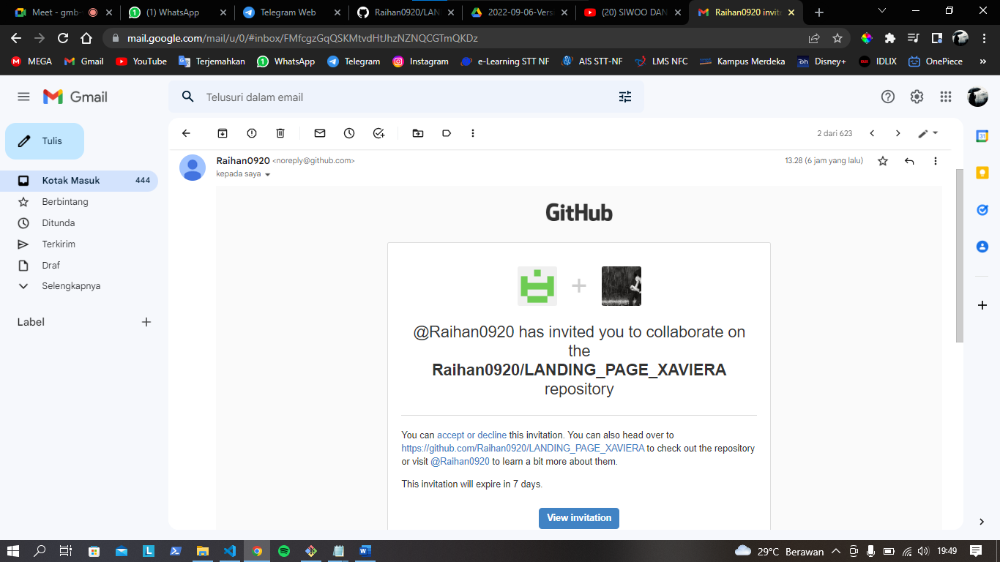 Meet - gmb-
(1) WhatsApp
Telegram Web
Raihan0920/LAN
2022-09-06-Vers
(20) SIWOO DAN
Raihan0920 invit
mail.google.com/mail/u/0/#inbox/FMfcgzGqQSKMtvdHtJhzNZNQCGTmQKDz
MEGA
Gmail
YouTube
Terjemahkan
WhatsApp
Telegram
Instagram
e-Learning STT NF
AIS STT-NF
LMS NFC
Kampus Merdeka
Disney+
IDLIX
OnePiece
»
Gmail
Telusuri dalam email
Tulis
2 dari 623
Kotak Masuk 444
Berbintang
Ditunda
Terkirim
Draf
Selengkapnya
Label
Raihan0920 <noreply@github.com>
13.28 (6 jam yang lalu)
kepada saya
GitHub
@Raihan0920 has invited you to collaborate on
the
Raihan0920/LANDING_PAGE_XAVIERA
repository
You can accept or decline this invitation. You can also head over to
https://github.com/Raihan0920/LANDING_PAGE_XAVIERA to check out the repository
or visit @Raihan0920 to learn a bit more about them.
This invitation will expire in 7 days.
View invitation
29°C Berawan
19:49